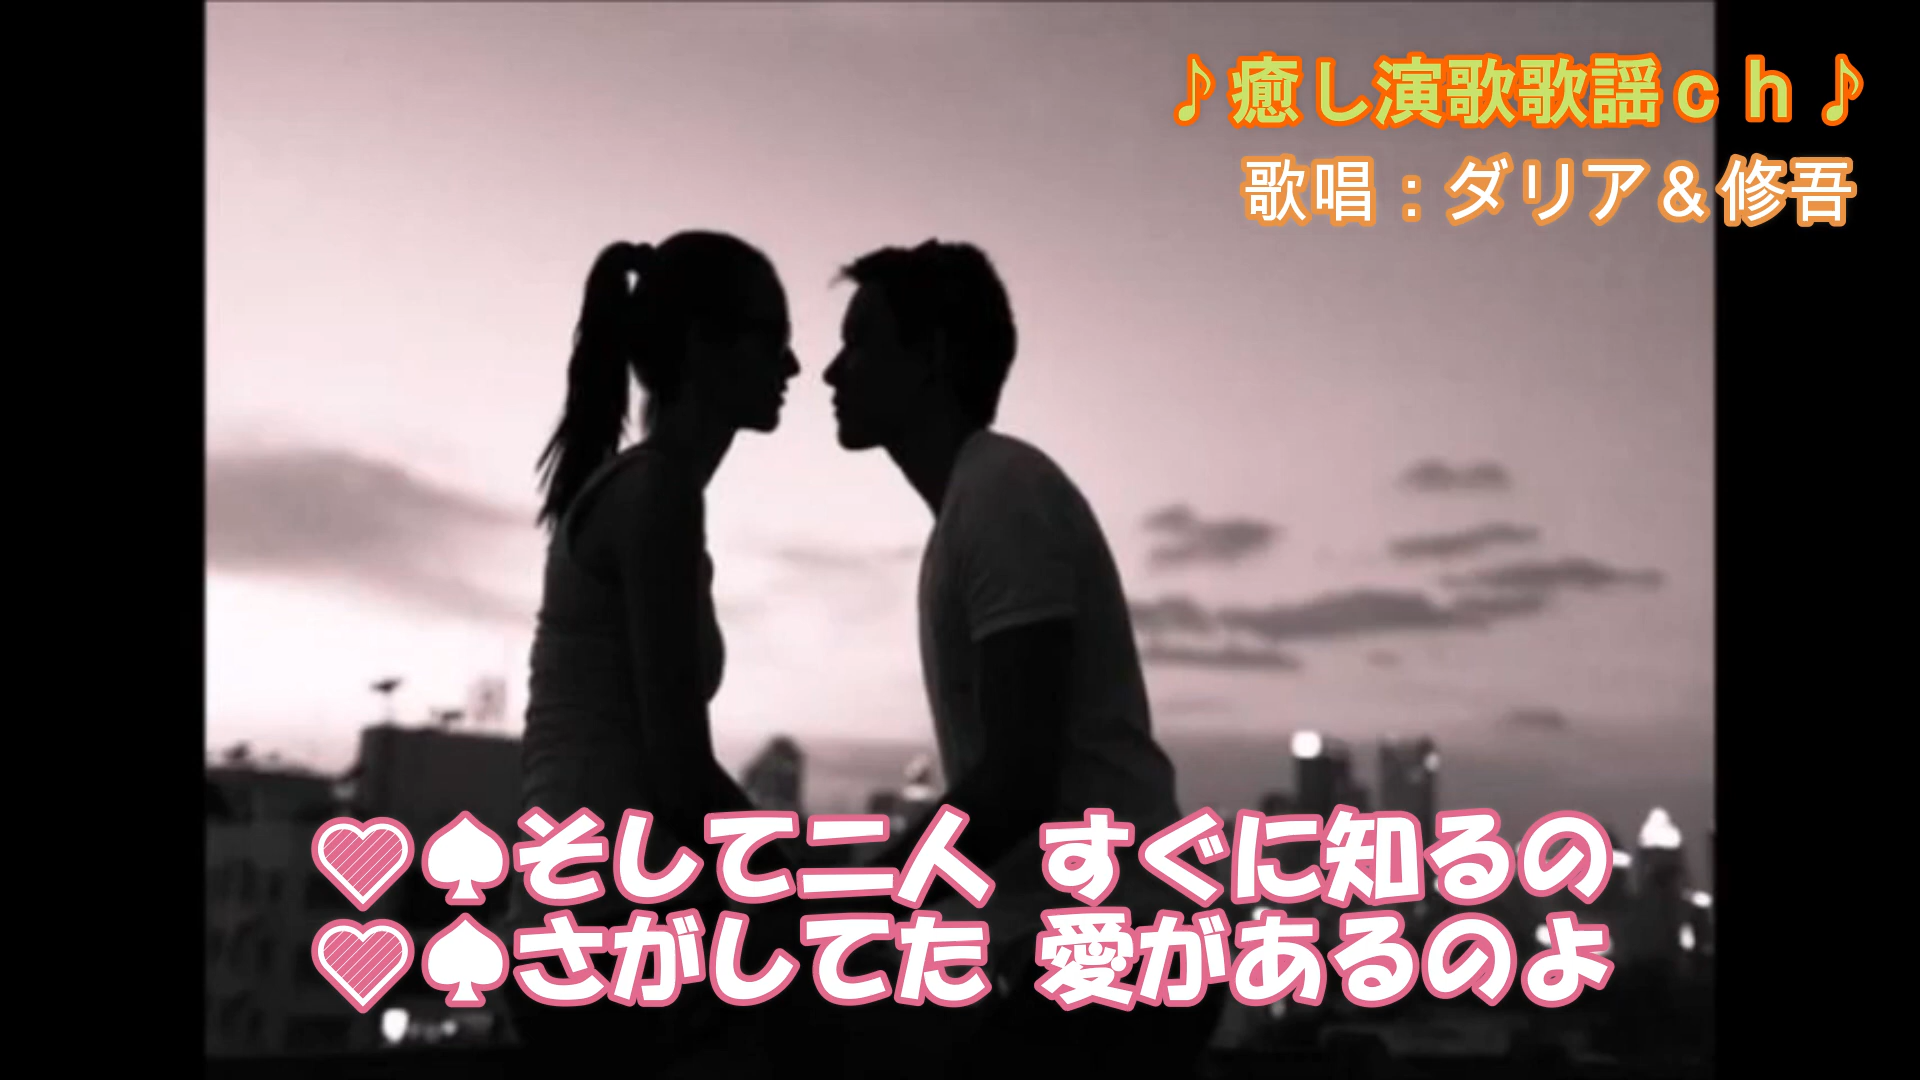 ♪癒し演歌歌謡ｃｈ♪
歌唱：ダリア＆修吾
♥♠そして二人 すぐに知るの
♥♠さがしてた 愛があるのよ